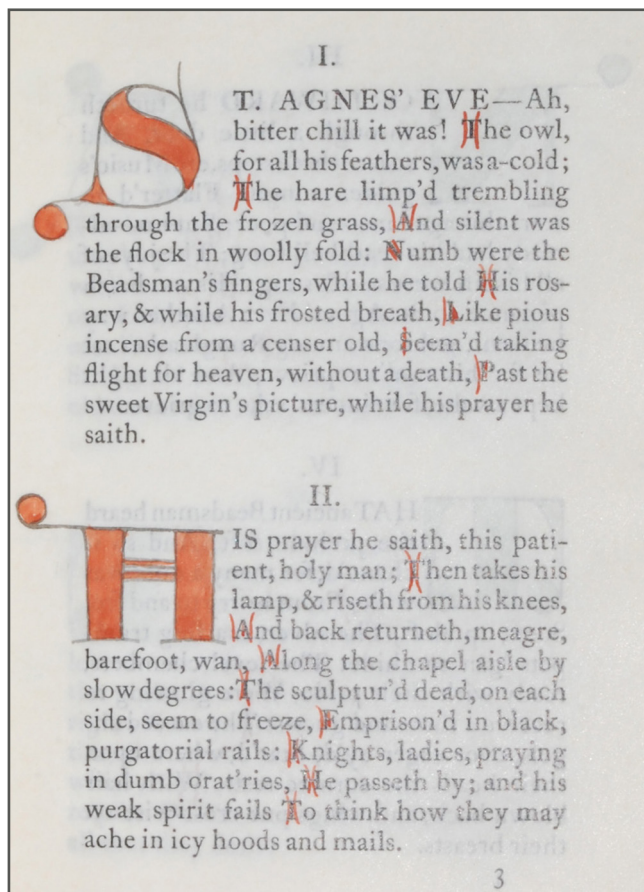 I.
ST. AGNES' EVE—Ah,
bitter chill it was! The owl,
for all his feathers, was a-cold;
The hare limp'd trembling
through the frozen grass, And silent was
the flock in woolly fold: Numb were the
Beadsman's fingers, while he told His ros-
ary, & while his frosted breath, Like pious
incense from a censer old, Seem'd taking
flight for heaven, without a death, Past the
sweet Virgin's picture, while his prayer he
saith.
II.
HIS prayer he saith, this pati-
ent, holy man; Then takes his
lamp, & riseth from his knees,
And back returneth, meagre,
barefoot, wan, Along the chapel aisle by
slow degrees: The sculptur'd dead, on each
side, seem to freeze, Emprison'd in black,
purgatorial rails: Knights, ladies, praying
in dumb orat'ries, He passeth by; and his
weak spirit fails To think how they may
ache in icy hoods and mails.
3